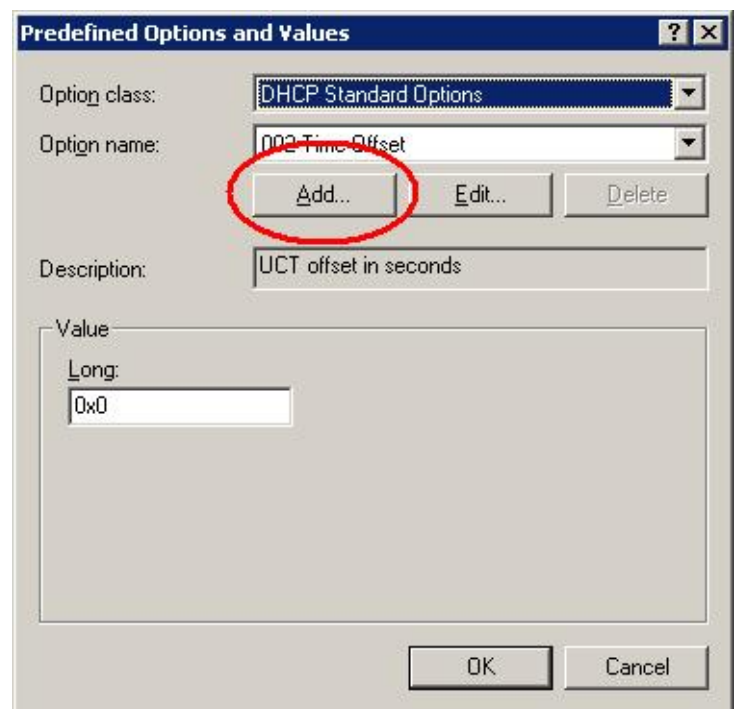 Predefined Options and Values
Option class:
DHCP Standard Options
Option name:
002 Time Offset
Add...
Edit...
Delete
Description:
UCT offset in seconds
Value
Long:
0x0
OK
Cancel